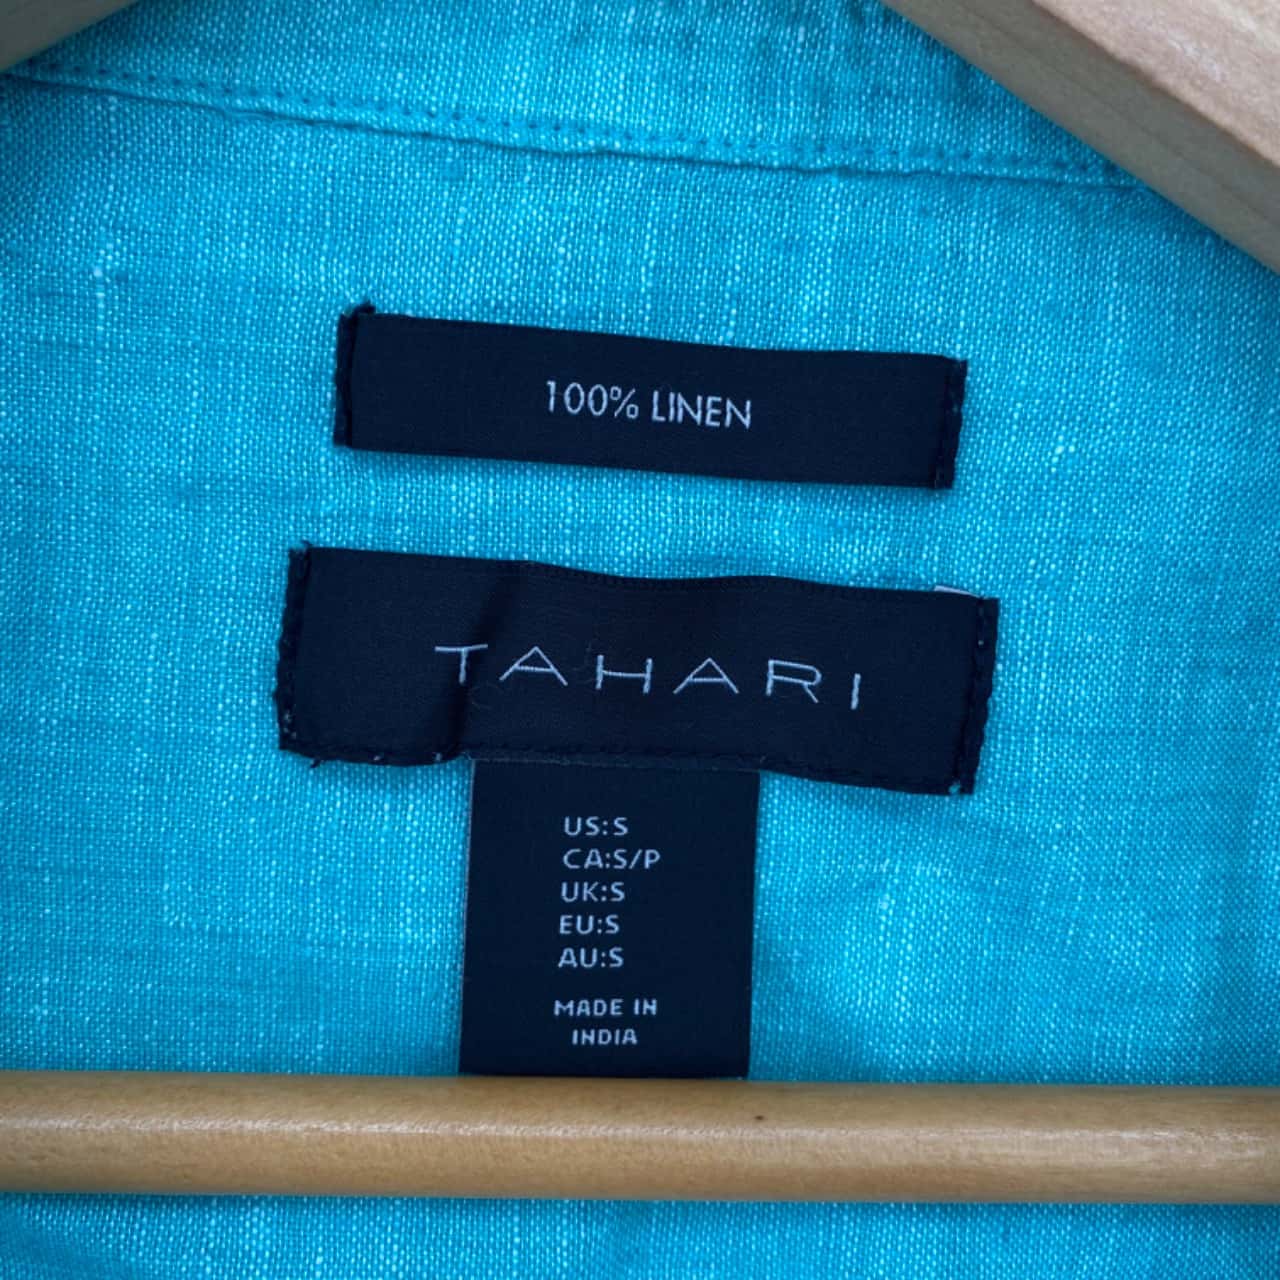 100% LINEN
TAHARI
US:S
CA:S/P
UK:S
EU:S
AU:S
MADE IN
INDIA